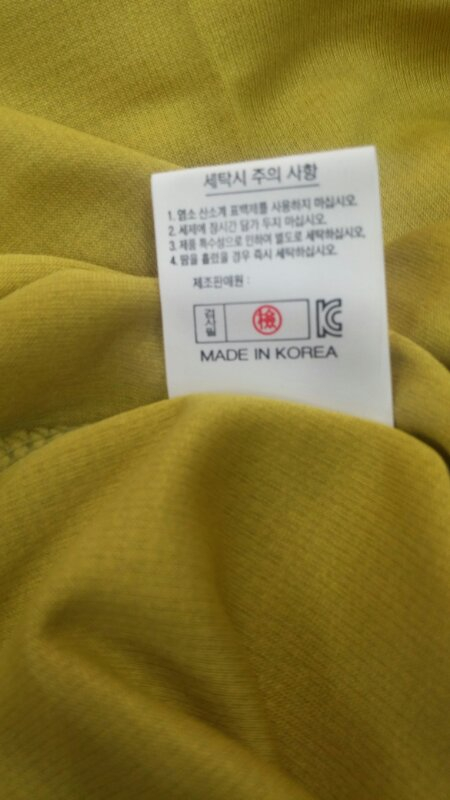 세탁시 주의 사항
1. 염소 산소계 표백제를 사용하지 마십시오.
2. 세제에 장시간 담가 두지 마십시오.
3. 제품 특수성으로 인하여 별도로 세탁하십시오.
4. 땀을 흘렸을 경우 즉시 세탁하십시오.
제조판매원 :
검사필 檢 KC
MADE IN KOREA